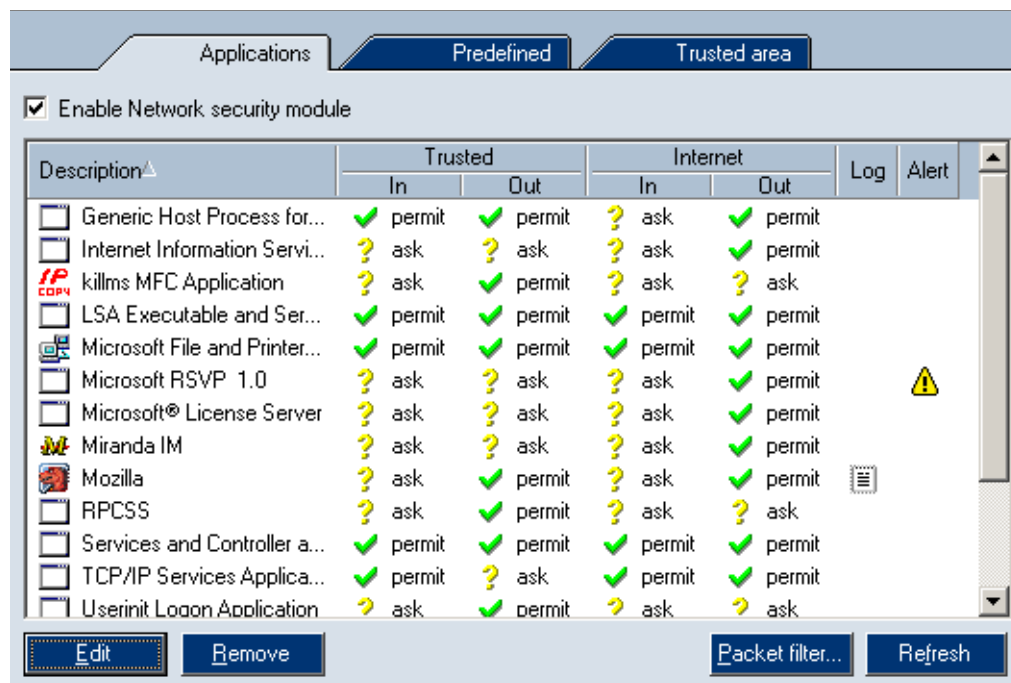 Applications Predefined Trusted area
Enable Network security module
Description Trusted Internet Log Alert
In Out In Out
Generic Host Process for... permit permit ask permit
Internet Information Servi... ask ask ask permit
IP COPY killms MFC Application ask permit ask ask
LSA Executable and Ser... permit permit permit permit
Microsoft File and Printer... permit permit permit permit
Microsoft RSVP 1.0 ask ask ask permit
Microsoft® License Server ask ask ask permit
Miranda IM ask ask ask permit
Mozilla ask permit ask permit
RPCSS ask permit ask ask
Services and Controller a... permit permit permit permit
TCP/IP Services Applica... permit ask permit permit
Userinit Logon Application ask permit ask ask
Edit Remove Packet filter... Refresh